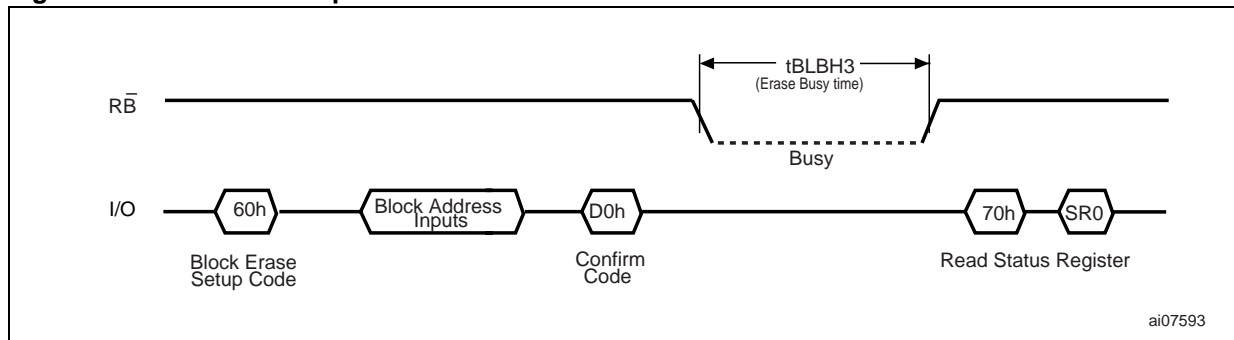 tBLBH3
(Erase Busy time)
RB̅
Busy
I/O
60h
Block Address
Inputs
D0h
70h
SR0
Block Erase
Setup Code
Confirm
Code
Read Status Register
ai07593